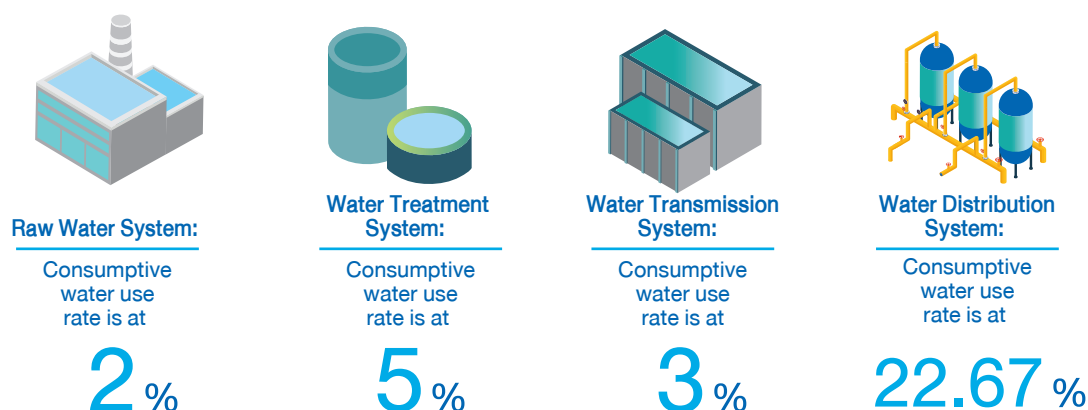 Raw Water System:
Consumptive
water use
rate is at
2 %
Water Treatment
System:
Consumptive
water use
rate is at
5 %
Water Transmission
System:
Consumptive
water use
rate is at
3 %
Water Distribution
System:
Consumptive
water use
rate is at
22.67 %